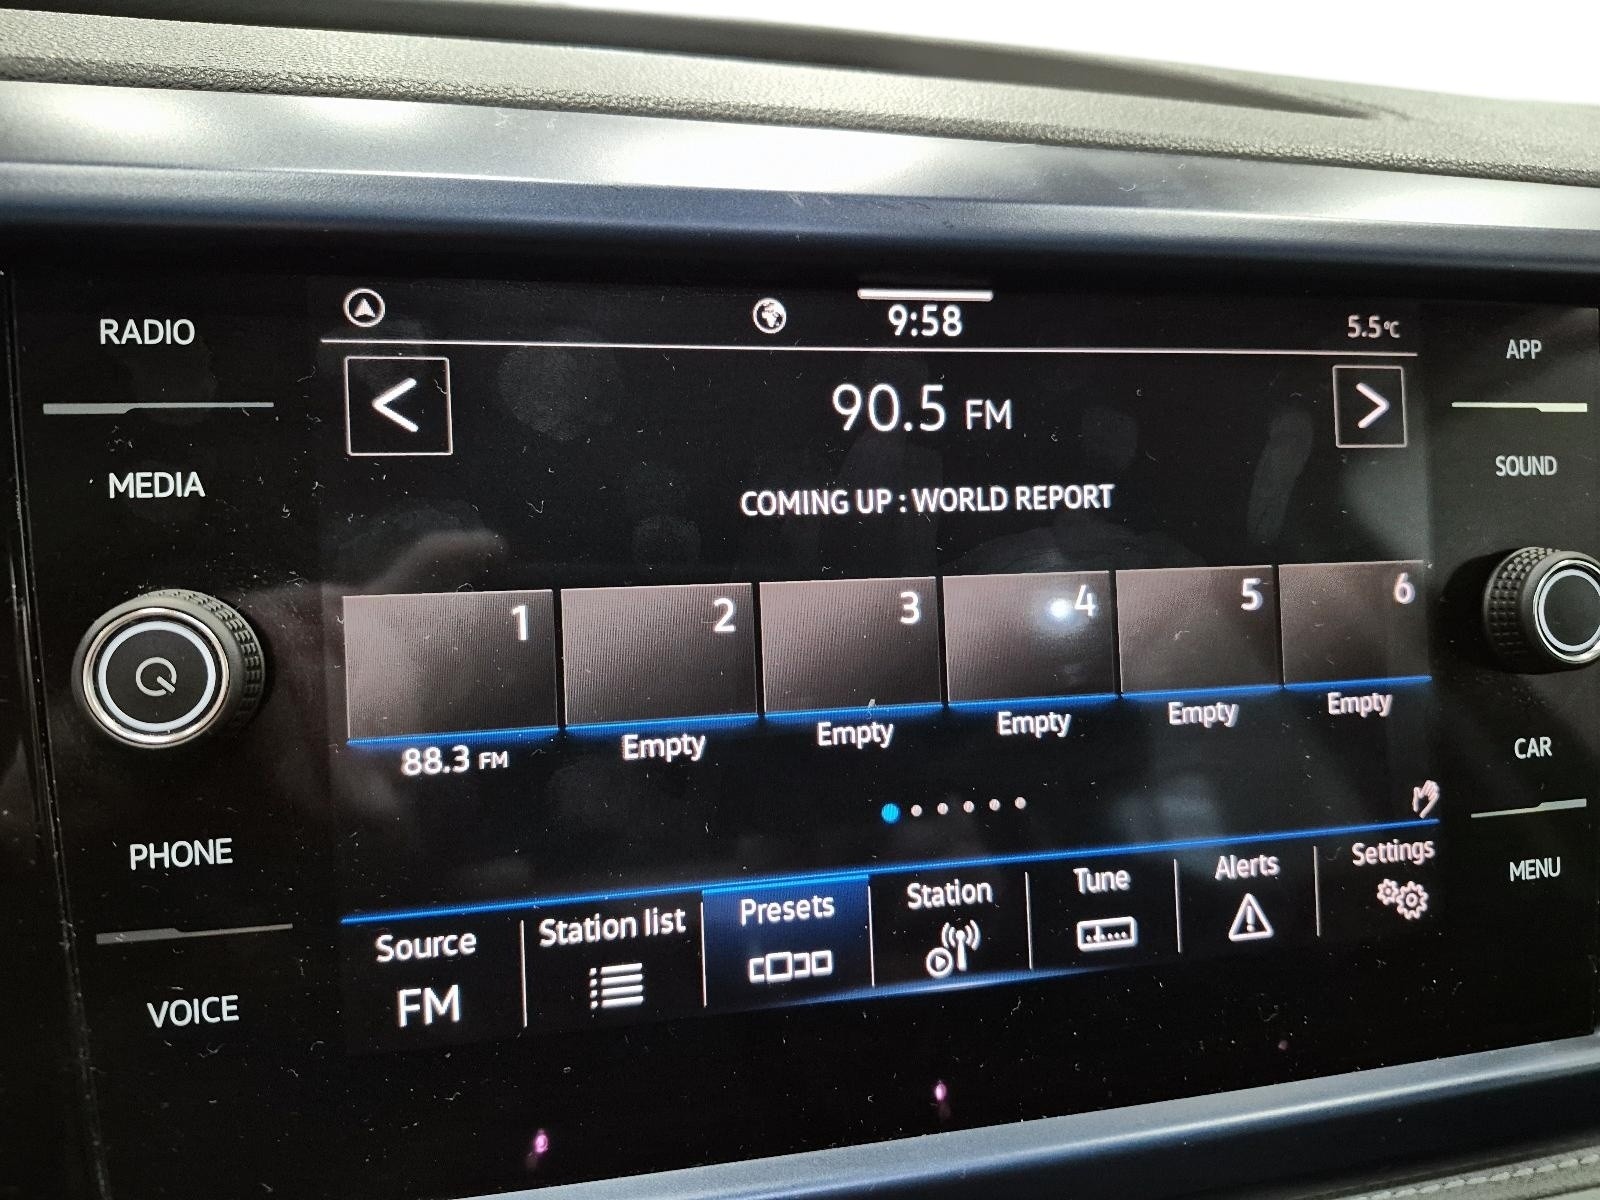 RADIO
MEDIA
PHONE
VOICE
9:58
5.5°C
90.5 FM
COMING UP : WORLD REPORT
1 2 3 4 5 6
88.3 FM Empty Empty Empty Empty Empty
Source Station list Presets Station Tune Alerts Settings
FM
APP
SOUND
CAR
MENU